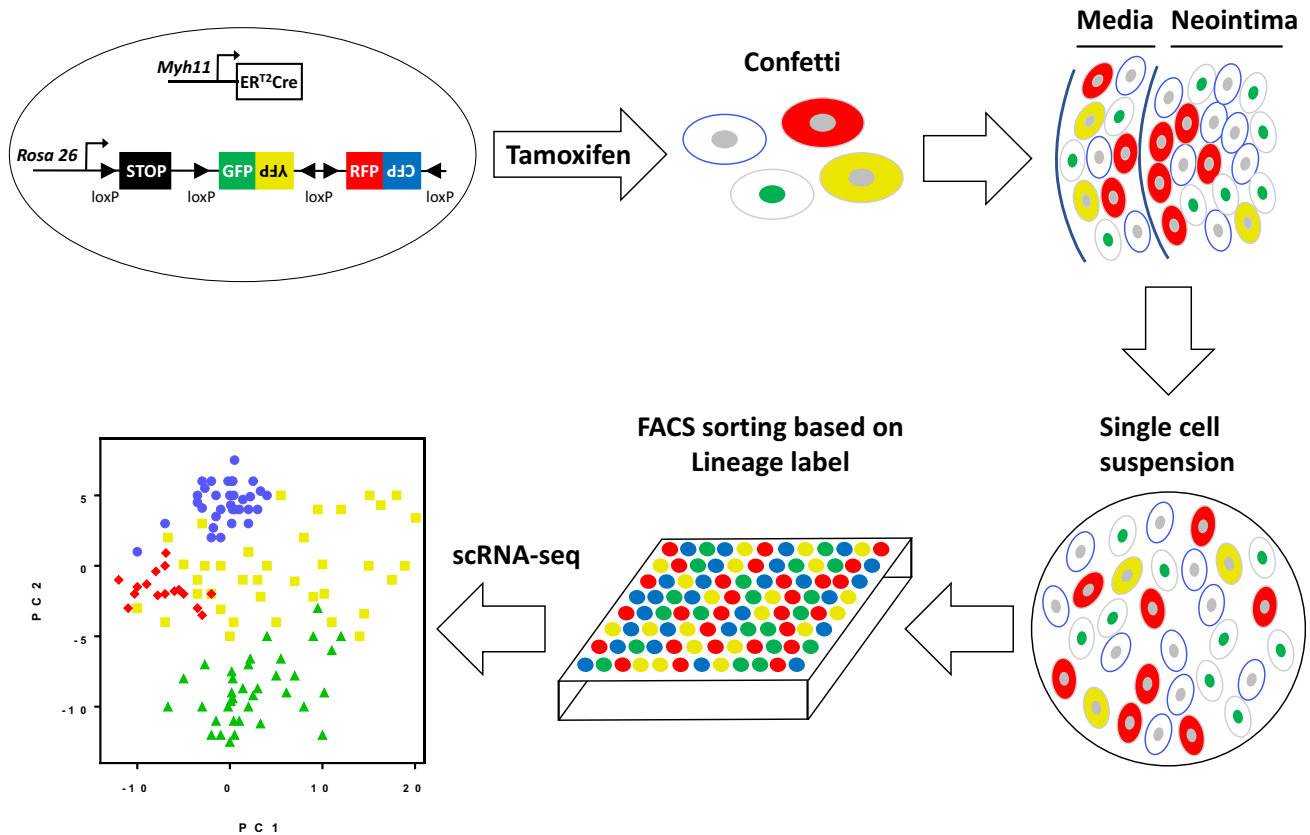 Myh11
ERT2Cre
Rosa 26
STOP
GFP
YFP
RFP
CFP
loxP
loxP
loxP
loxP
Tamoxifen
Confetti
Media
Neointima
Single cell
suspension
FACS sorting based on
Lineage label
scRNA-seq
5
0
-5
-10
PC2
-10
0
10
20
PC1